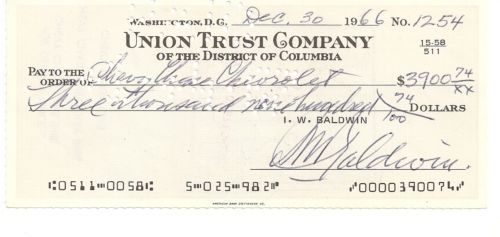 WASHINGTON, D.C. Dec. 30 1966 No. 1254
UNION TRUST COMPANY 15-58
OF THE DISTRICT OF COLUMBIA 511
PAY TO THE
ORDER OF Chevy Chase Chevrolet $3900 74/XX
Three thousand nine hundred 74/100 DOLLARS
I. W. BALDWIN
IW Baldwin.
⑆0511⑉0058⑆ 5⑉025⑉982⑈ ⑈0000390074⑈